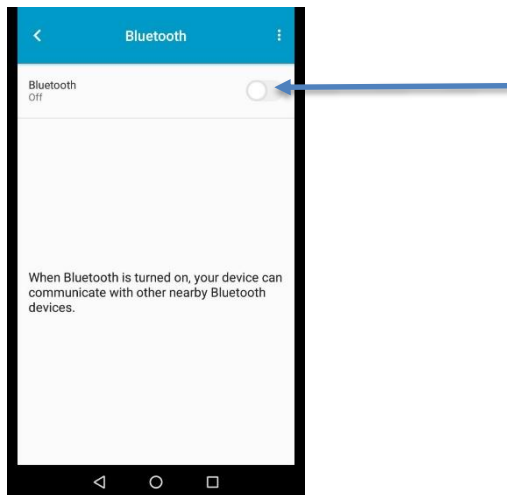 Bluetooth
Bluetooth
Off
When Bluetooth is turned on, your device can
communicate with other nearby Bluetooth
devices.